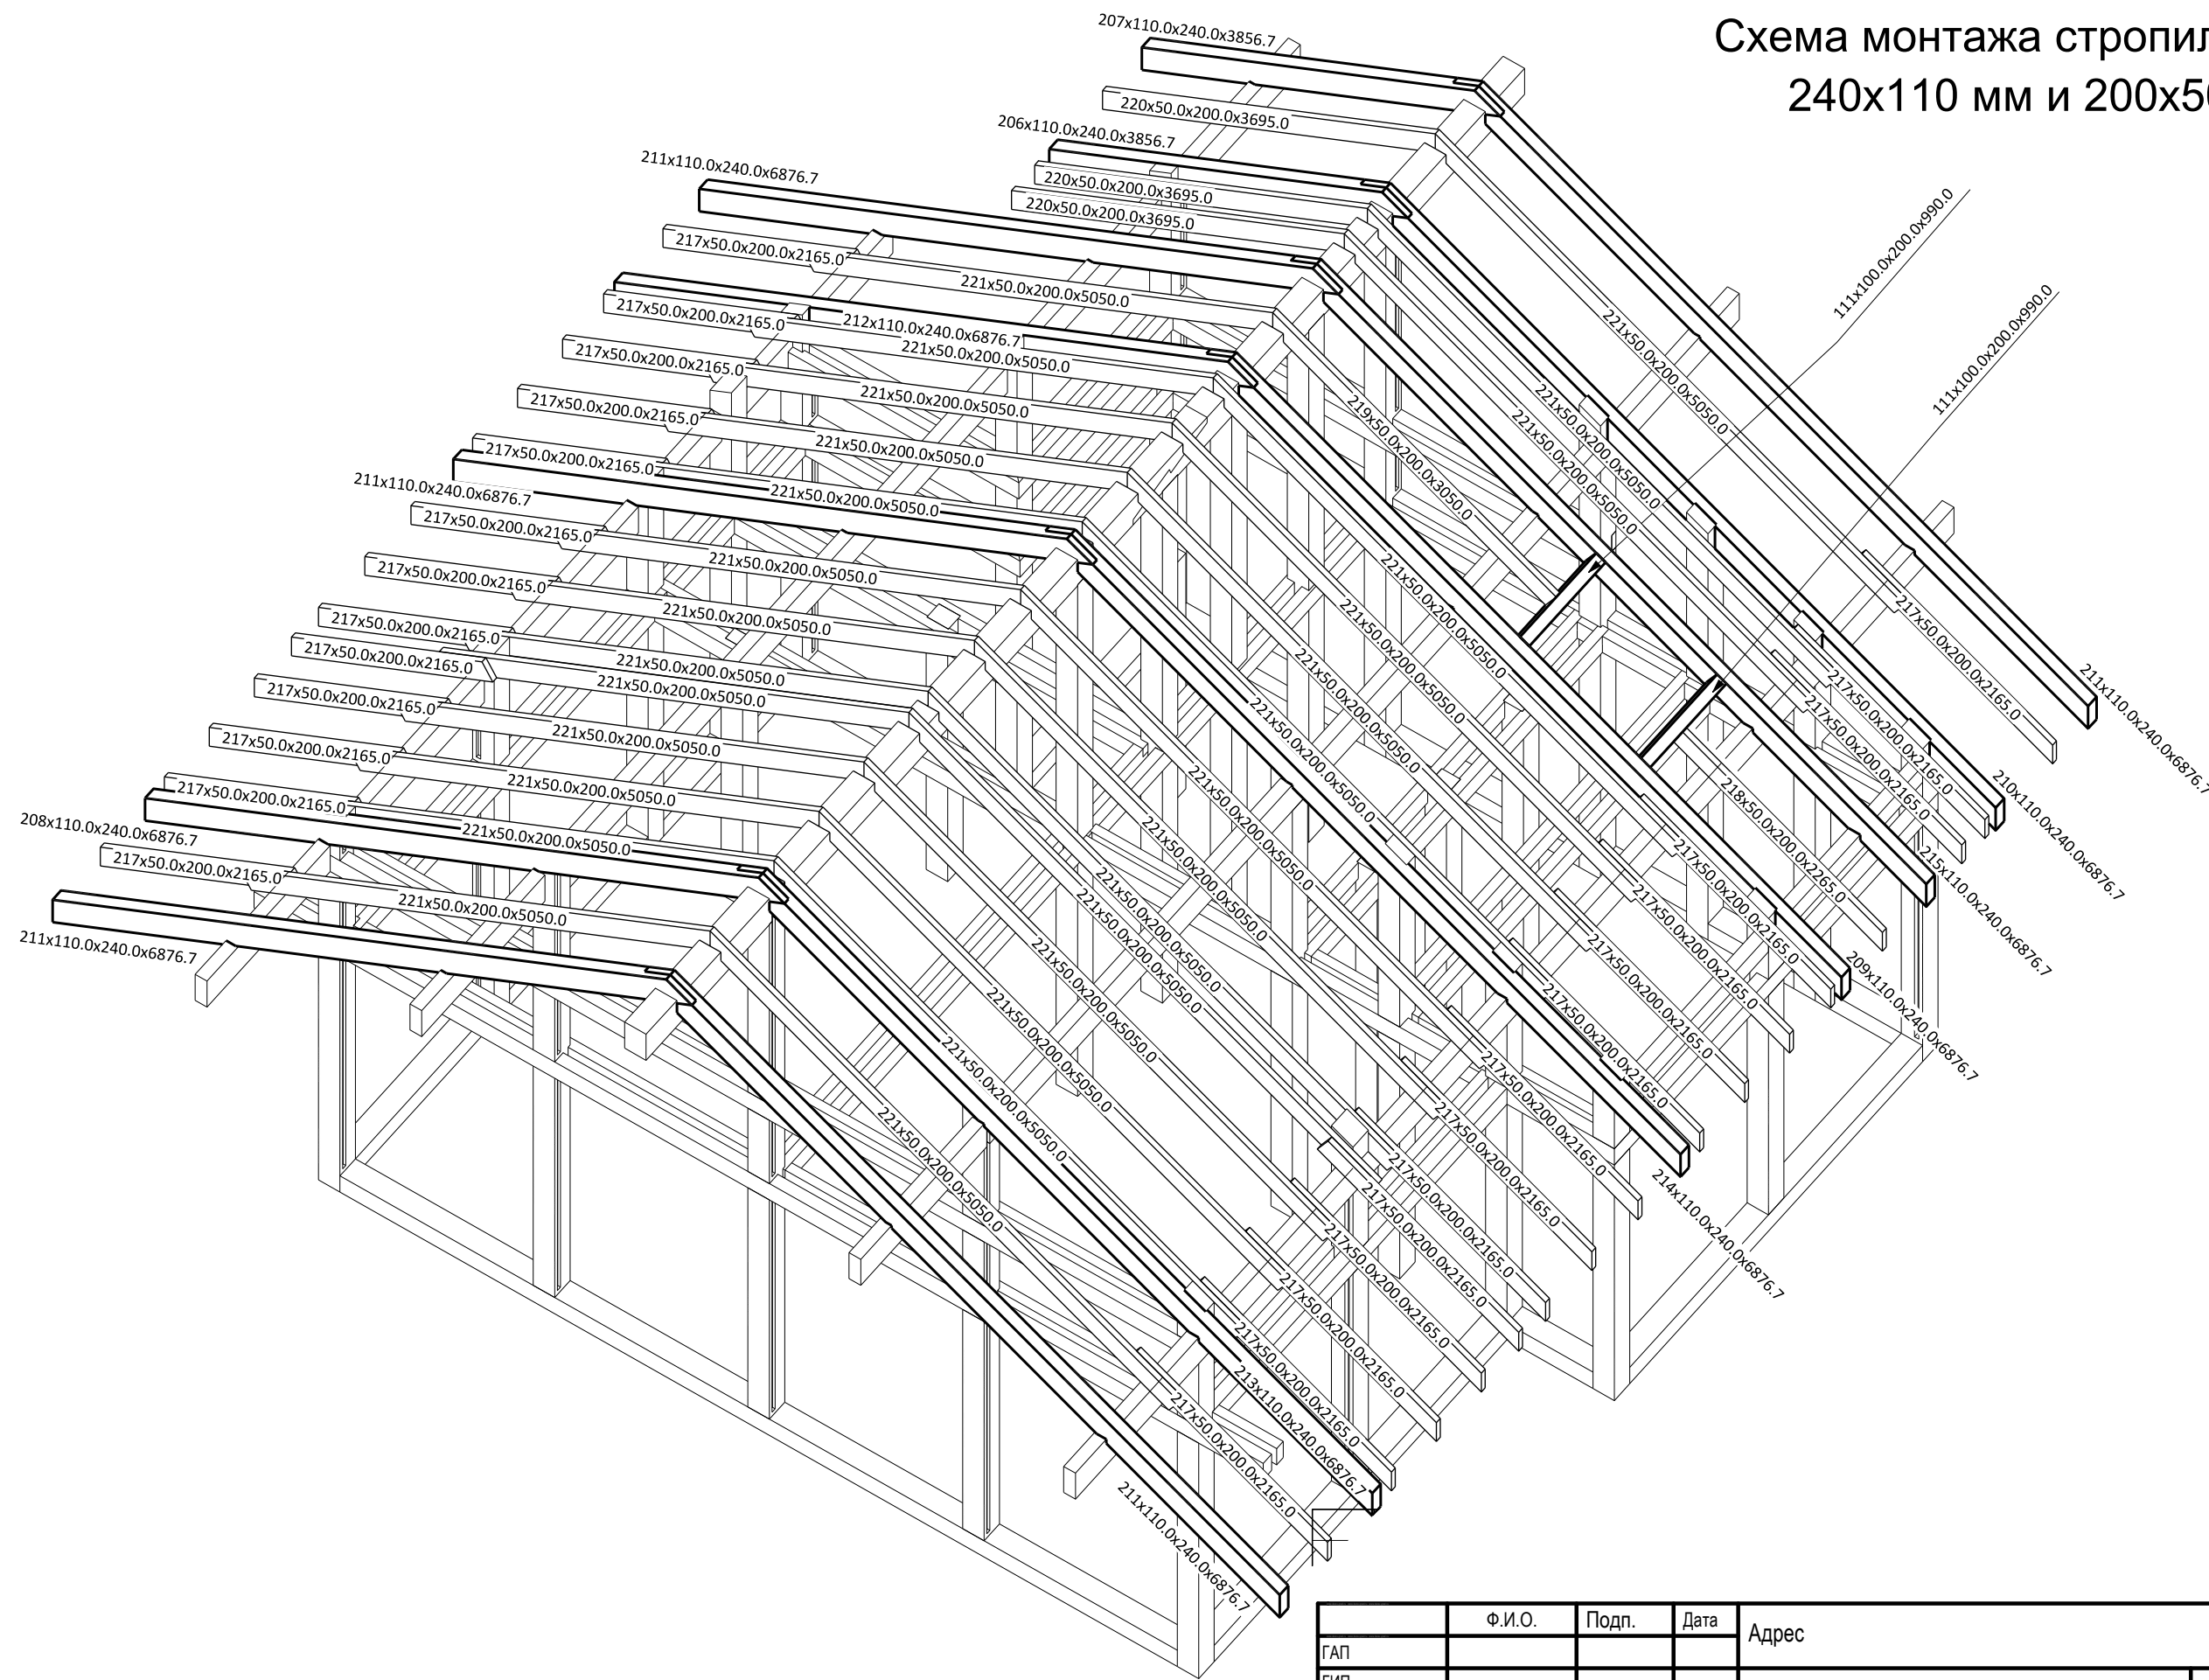 Схема монтажа стропил
240х110 мм и 200х50
207x110.0x240.0x3856.7
220x50.0x200.0x3695.0
206x110.0x240.0x3856.7
220x50.0x200.0x3695.0
220x50.0x200.0x3695.0
211x110.0x240.0x6876.7
217x50.0x200.0x2165.0
221x50.0x200.0x5050.0
217x50.0x200.0x2165.0
212x110.0x240.0x6876.7
221x50.0x200.0x5050.0
217x50.0x200.0x2165.0
221x50.0x200.0x5050.0
217x50.0x200.0x2165.0
221x50.0x200.0x5050.0
217x50.0x200.0x2165.0
221x50.0x200.0x5050.0
211x110.0x240.0x6876.7
217x50.0x200.0x2165.0
221x50.0x200.0x5050.0
217x50.0x200.0x2165.0
221x50.0x200.0x5050.0
217x50.0x200.0x2165.0
221x50.0x200.0x5050.0
217x50.0x200.0x2165.0
221x50.0x200.0x5050.0
217x50.0x200.0x2165.0
221x50.0x200.0x5050.0
217x50.0x200.0x2165.0
221x50.0x200.0x5050.0
217x50.0x200.0x2165.0
221x50.0x200.0x5050.0
208x110.0x240.0x6876.7
217x50.0x200.0x2165.0
221x50.0x200.0x5050.0
211x110.0x240.0x6876.7
111x100.0x200.0x990.0
111x100.0x200.0x990.0
221x50.0x200.0x5050.0
221x50.0x200.0x5050.0
221x50.0x200.0x5050.0
219x50.0x200.0x3050.0
221x50.0x200.0x5050.0
221x50.0x200.0x5050.0
221x50.0x200.0x5050.0
221x50.0x200.0x5050.0
221x50.0x200.0x5050.0
221x50.0x200.0x5050.0
221x50.0x200.0x5050.0
221x50.0x200.0x5050.0
221x50.0x200.0x5050.0
221x50.0x200.0x5050.0
221x50.0x200.0x5050.0
221x50.0x200.0x5050.0
217x50.0x200.0x2165.0
211x110.0x240.0x6876.7
217x50.0x200.0x2165.0
210x110.0x240.0x6876.7
217x50.0x200.0x2165.0
215x110.0x240.0x6876.7
218x50.0x200.0x2265.0
217x50.0x200.0x2165.0
209x110.0x240.0x6876.7
217x50.0x200.0x2165.0
217x50.0x200.0x2165.0
217x50.0x200.0x2165.0
214x110.0x240.0x6876.7
217x50.0x200.0x2165.0
217x50.0x200.0x2165.0
217x50.0x200.0x2165.0
217x50.0x200.0x2165.0
217x50.0x200.0x2165.0
217x50.0x200.0x2165.0
217x50.0x200.0x2165.0
213x110.0x240.0x6876.7
217x50.0x200.0x2165.0
211x110.0x240.0x6876.7
Ф.И.О. Подп. Дата Адрес
ГАП